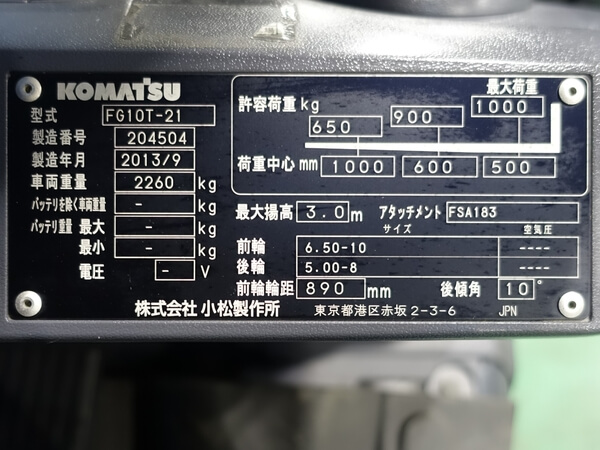 KOMATSU
型式 FG10T-21
製造番号 204504
製造年月 2013/9
車両重量 2260 kg
バッテリを除く車両重量 - kg
バッテリ重量 最大 - kg
最小 - kg
電圧 - V
最大荷重
許容荷重 kg 650 900 1000
荷重中心 mm 1000 600 500
最大揚高 3.0 m アタッチメント FSA183
サイズ 空気圧
前輪 6.50-10 ----
後輪 5.00-8 ----
前輪輪距 890 mm 後傾角 10°
株式会社 小松製作所 東京都港区赤坂2-3-6 JPN